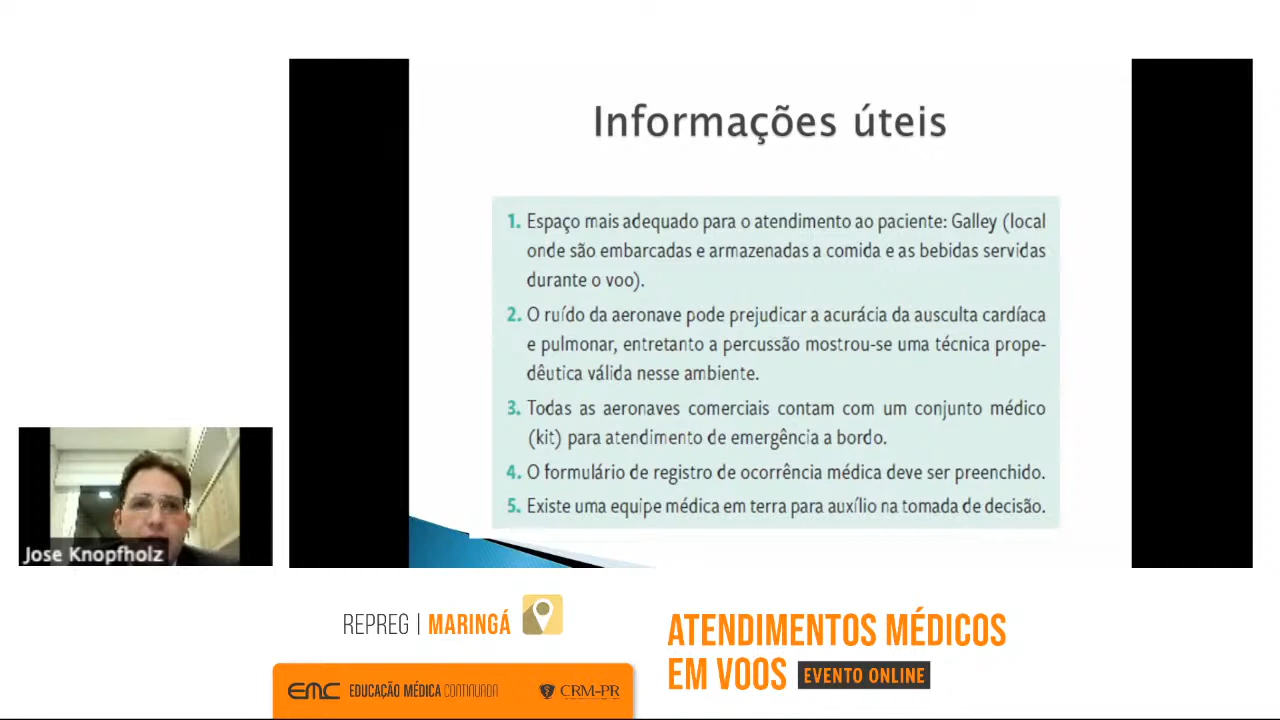 Informações úteis
1. Espaço mais adequado para o atendimento ao paciente: Galley (local
onde são embarcadas e armazenadas a comida e as bebidas servidas
durante o voo).
2. O ruído da aeronave pode prejudicar a acurácia da ausculta cardíaca
e pulmonar, entretanto a percussão mostrou-se uma técnica prope-
dêutica válida nesse ambiente.
3. Todas as aeronaves comerciais contam com um conjunto médico
(kit) para atendimento de emergência a bordo.
4. O formulário de registro de ocorrência médica deve ser preenchido.
5. Existe uma equipe médica em terra para auxílio na tomada de decisão.
Jose Knopfholz
REPREG | MARINGÁ
ATENDIMENTOS MÉDICOS
EM VOOS EVENTO ONLINE
EMC EDUCAÇÃO MÉDICA CONTINUADA CRM-PR